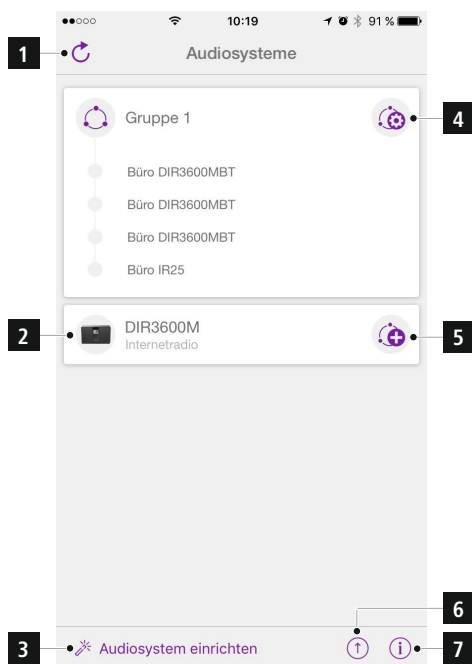 10:19
91 %
1
Audiosysteme
Gruppe 1
4
Büro DIR3600MBT
Büro DIR3600MBT
Büro DIR3600MBT
Büro IR25
2
DIR3600M
Internetradio
5
6
3
Audiosystem einrichten
7